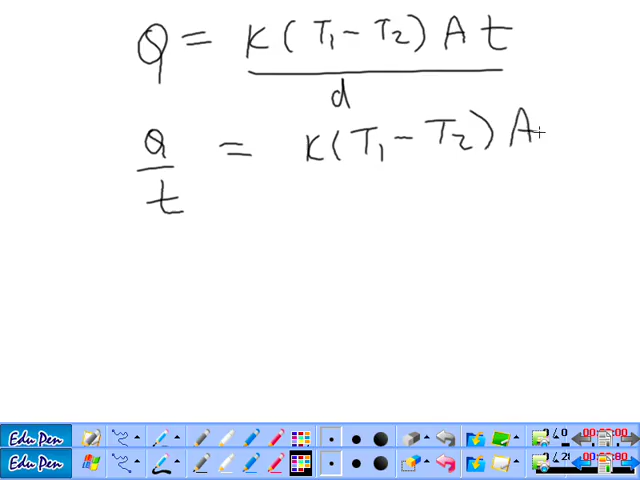 Q = K(T₁ - T₂) A t
d
Q = K(T₁ - T₂) A
t
Edu Pen
Edu Pen